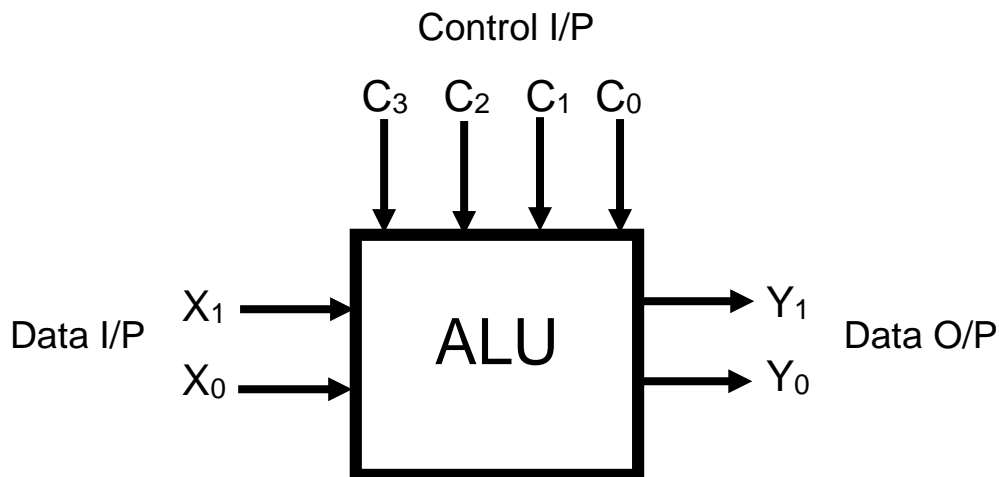 Control I/P
C3 C2 C1 C0
X1
Y1
Data I/P
ALU
Data O/P
X0
Y0